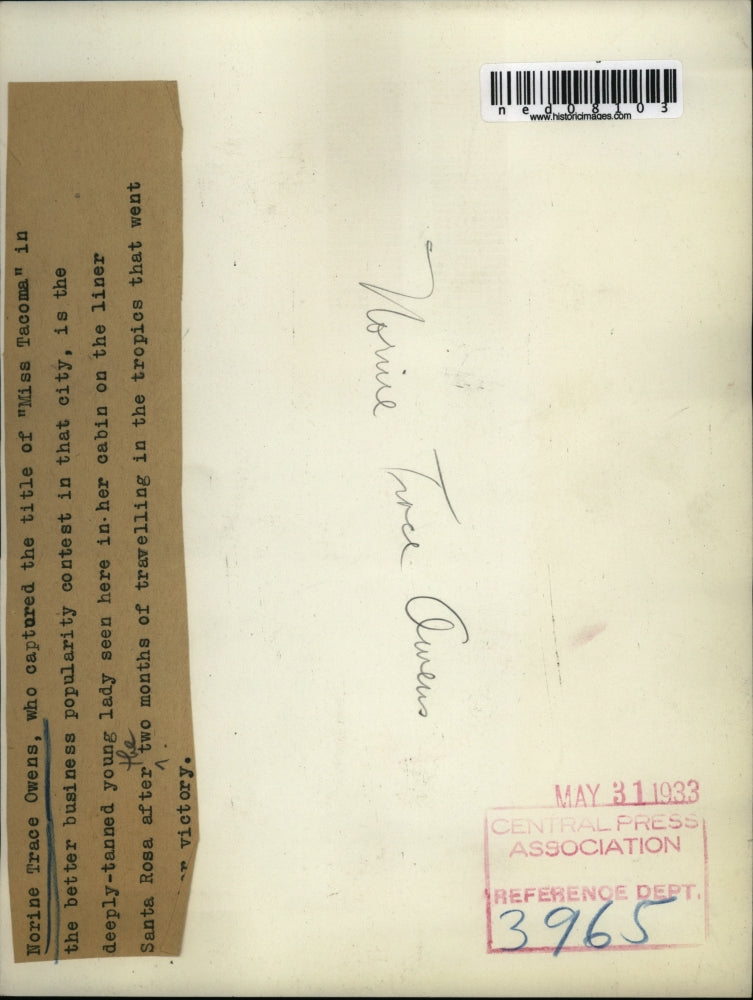 Norine Trace Owens, who captured the title of "Miss Tacoma" in
the better business popularity contest in that city, is the
deeply-tanned young lady seen here in her cabin on the liner
the
Santa Rosa after two months of travelling in the tropics that went
victory.
ned08103
www.historicimages.com
Norine Trace Owens
MAY 31 1933
CENTRAL PRESS
ASSOCIATION
REFERENCE DEPT.
3965